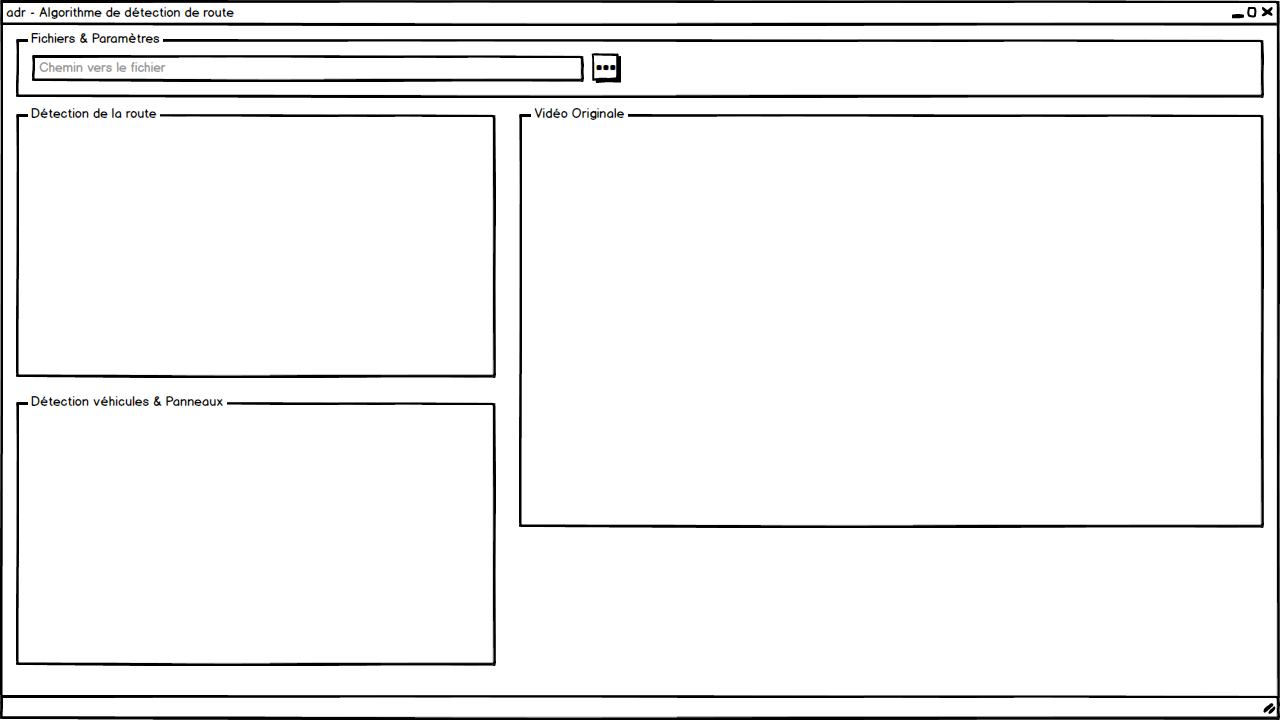 adr - Algorithme de détection de route
Fichiers & Paramètres
Chemin vers le fichier
Détection de la route
Vidéo Originale
Détection véhicules & Panneaux